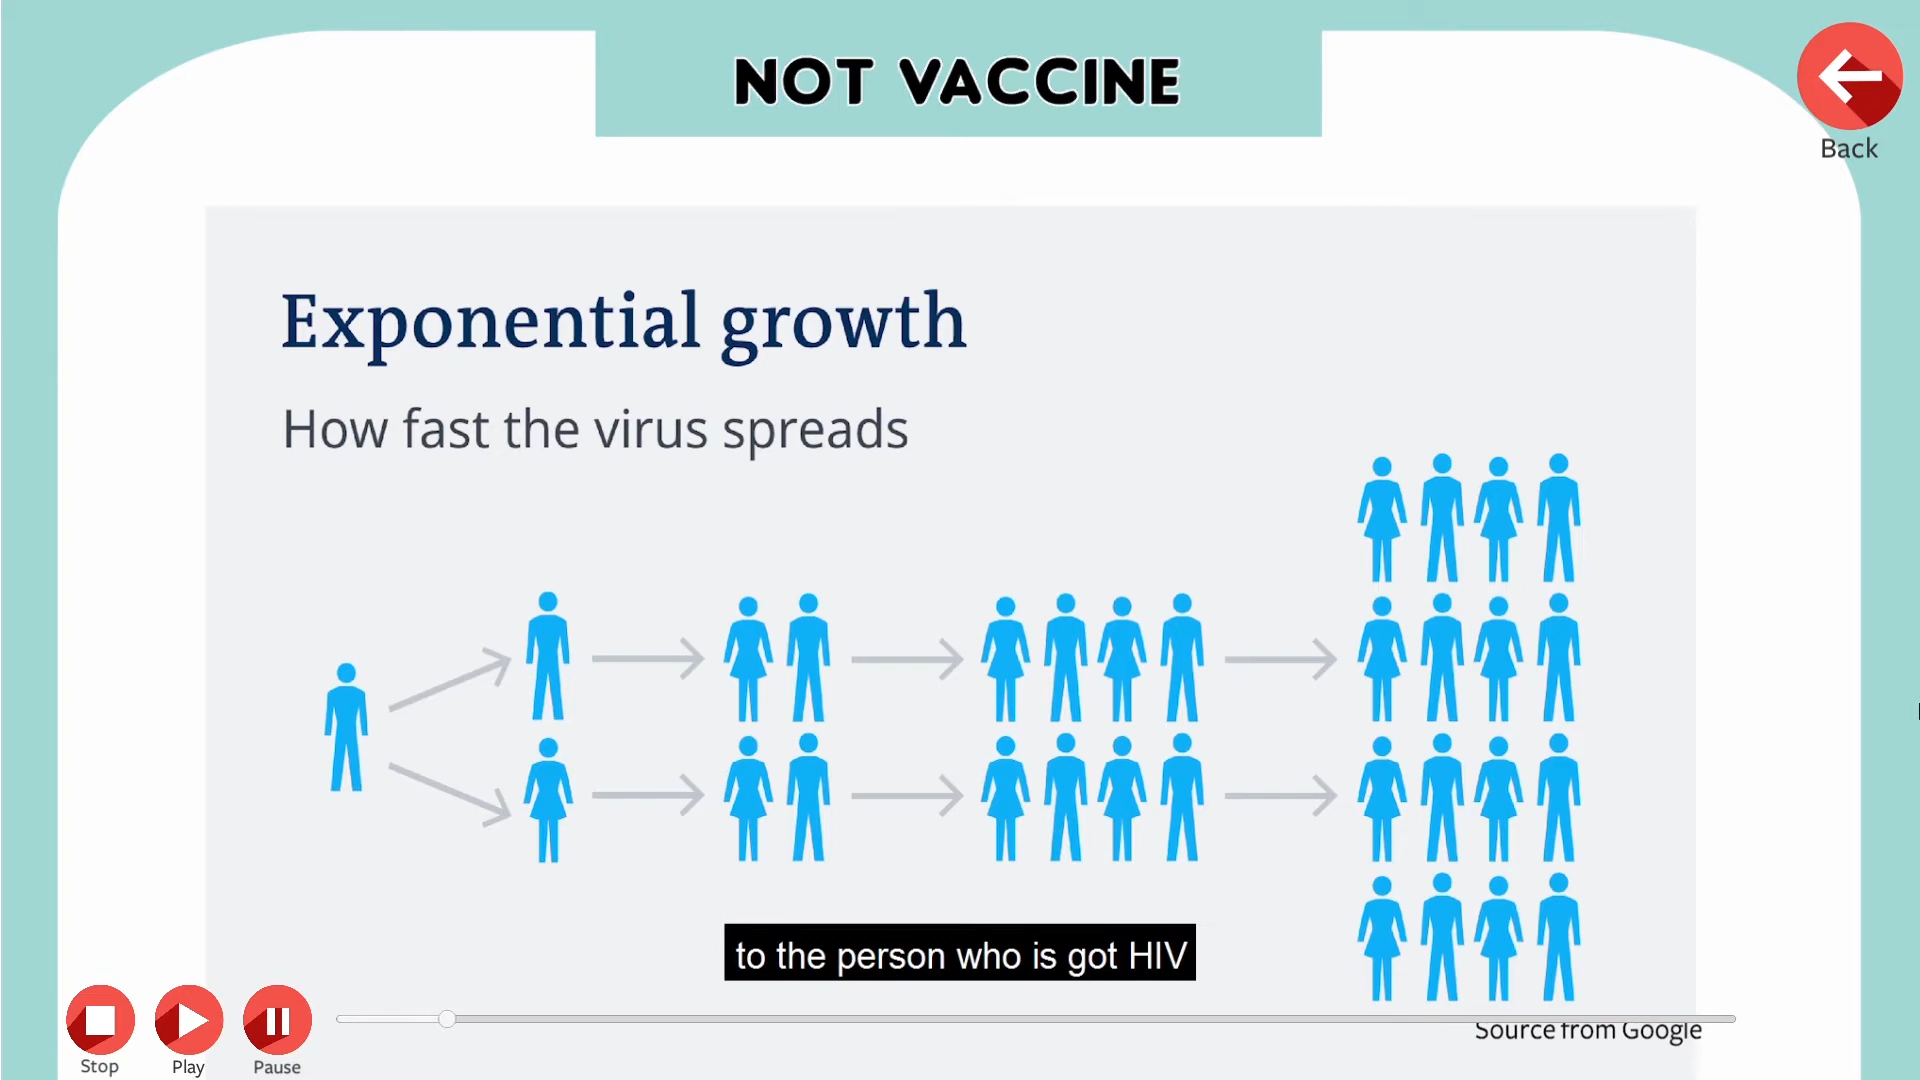 NOT VACCINE
Back
Exponential growth
How fast the virus spreads
to the person who is got HIV
Source from Google
Stop
Play
Pause